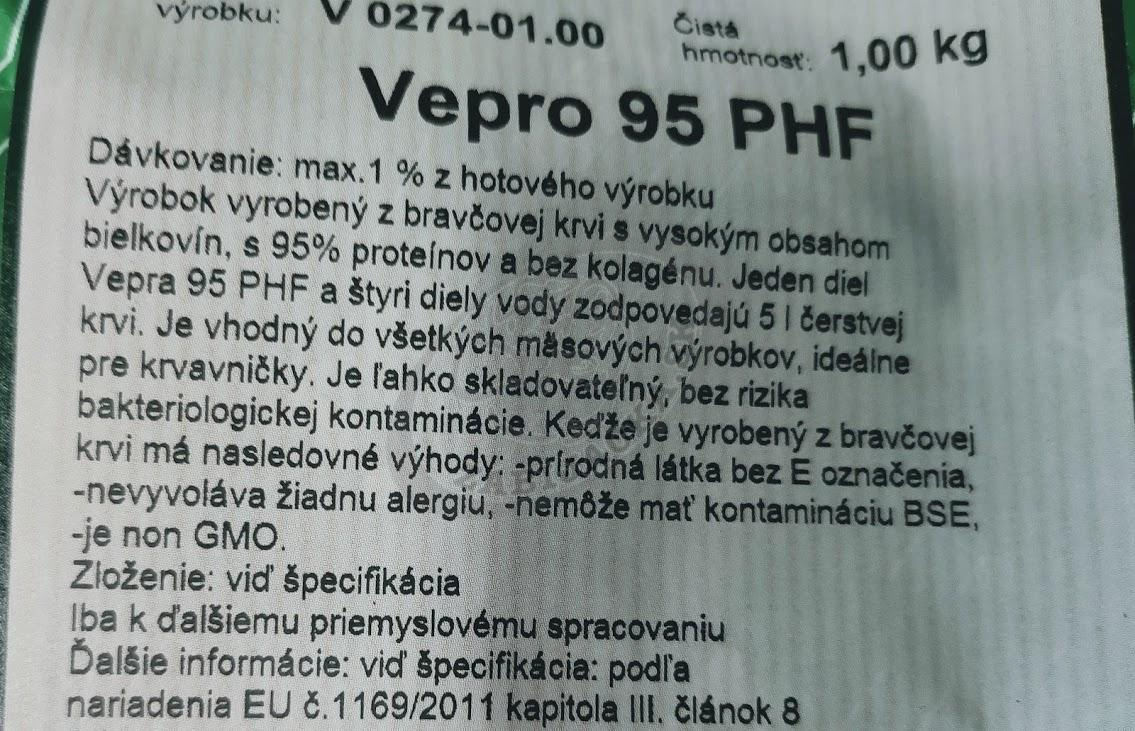 výrobku: V 0274-01.00 Čistá
hmotnosť: 1,00 kg
Vepro 95 PHF
Dávkovanie: max.1 % z hotového výrobku
Výrobok vyrobený z bravčovej krvi s vysokým obsahom
bielkovín, s 95% proteínov a bez kolagénu. Jeden diel
Vepra 95 PHF a štyri diely vody zodpovedajú 5 l čerstvej
krvi. Je vhodný do všetkých mäsových výrobkov, ideálne
pre krvavničky. Je ľahko skladovateľný, bez rizika
bakteriologickej kontaminácie. Keďže je vyrobený z bravčovej
krvi má nasledovné výhody: -prírodná látka bez E označenia,
-nevyvoláva žiadnu alergiu, -nemôže mať kontamináciu BSE,
-je non GMO.
Zloženie: viď špecifikácia
Iba k ďalšiemu priemyslovému spracovaniu
Ďalšie informácie: viď špecifikácia: podľa
nariadenia EU č.1169/2011 kapitola III. článok 8